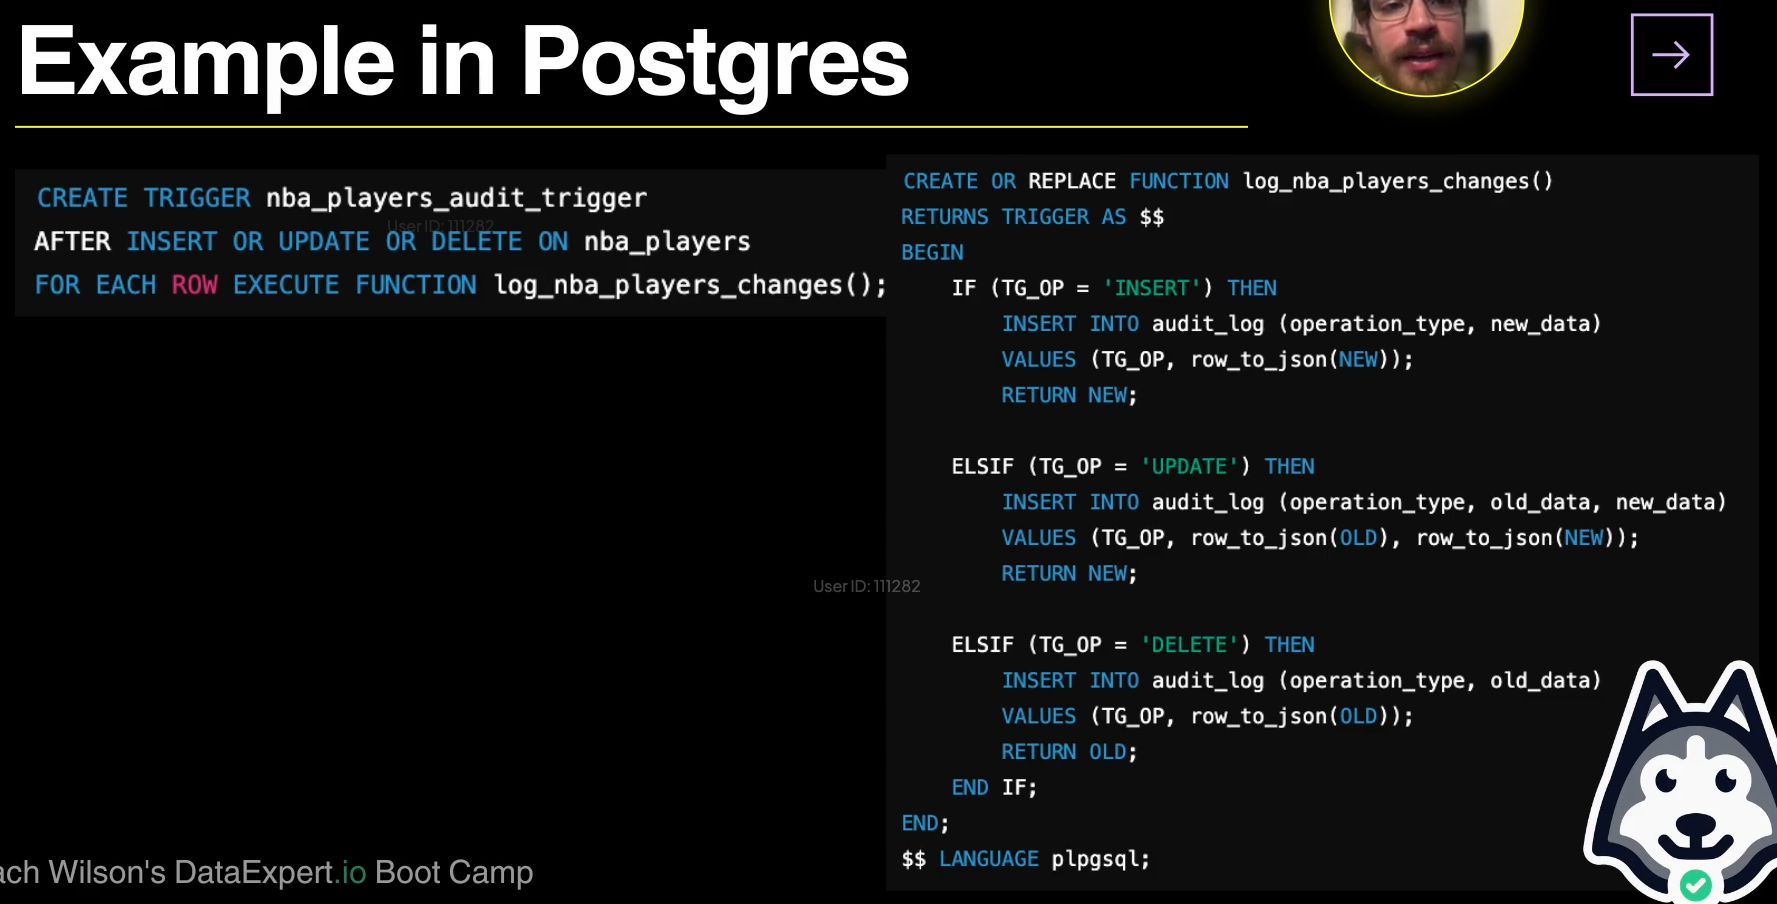 Example in Postgres
CREATE TRIGGER nba_players_audit_trigger
User ID: 111282
AFTER INSERT OR UPDATE OR DELETE ON nba_players
FOR EACH ROW EXECUTE FUNCTION log_nba_players_changes();
CREATE OR REPLACE FUNCTION log_nba_players_changes()
RETURNS TRIGGER AS $$
BEGIN
IF (TG_OP = 'INSERT') THEN
INSERT INTO audit_log (operation_type, new_data)
VALUES (TG_OP, row_to_json(NEW));
RETURN NEW;
ELSIF (TG_OP = 'UPDATE') THEN
INSERT INTO audit_log (operation_type, old_data, new_data)
VALUES (TG_OP, row_to_json(OLD), row_to_json(NEW));
RETURN NEW;
User ID: 111282
ELSIF (TG_OP = 'DELETE') THEN
INSERT INTO audit_log (operation_type, old_data)
VALUES (TG_OP, row_to_json(OLD));
RETURN OLD;
END IF;
END;
$$ LANGUAGE plpgsql;
ach Wilson's DataExpert.io Boot Camp